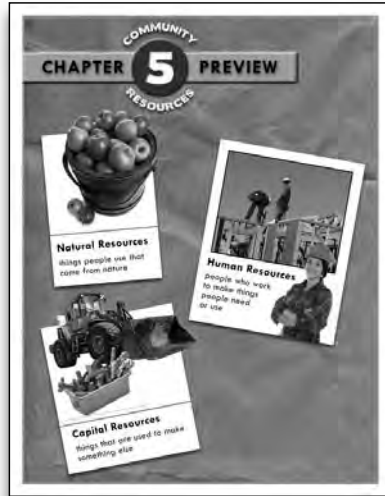 COMMUNITY
CHAPTER 5 PREVIEW
RESOURCES
Natural Resources
things people use that
come from nature
Human Resources
people who work
to make things
people need
or use
Capital Resources
things that are used to make
something else